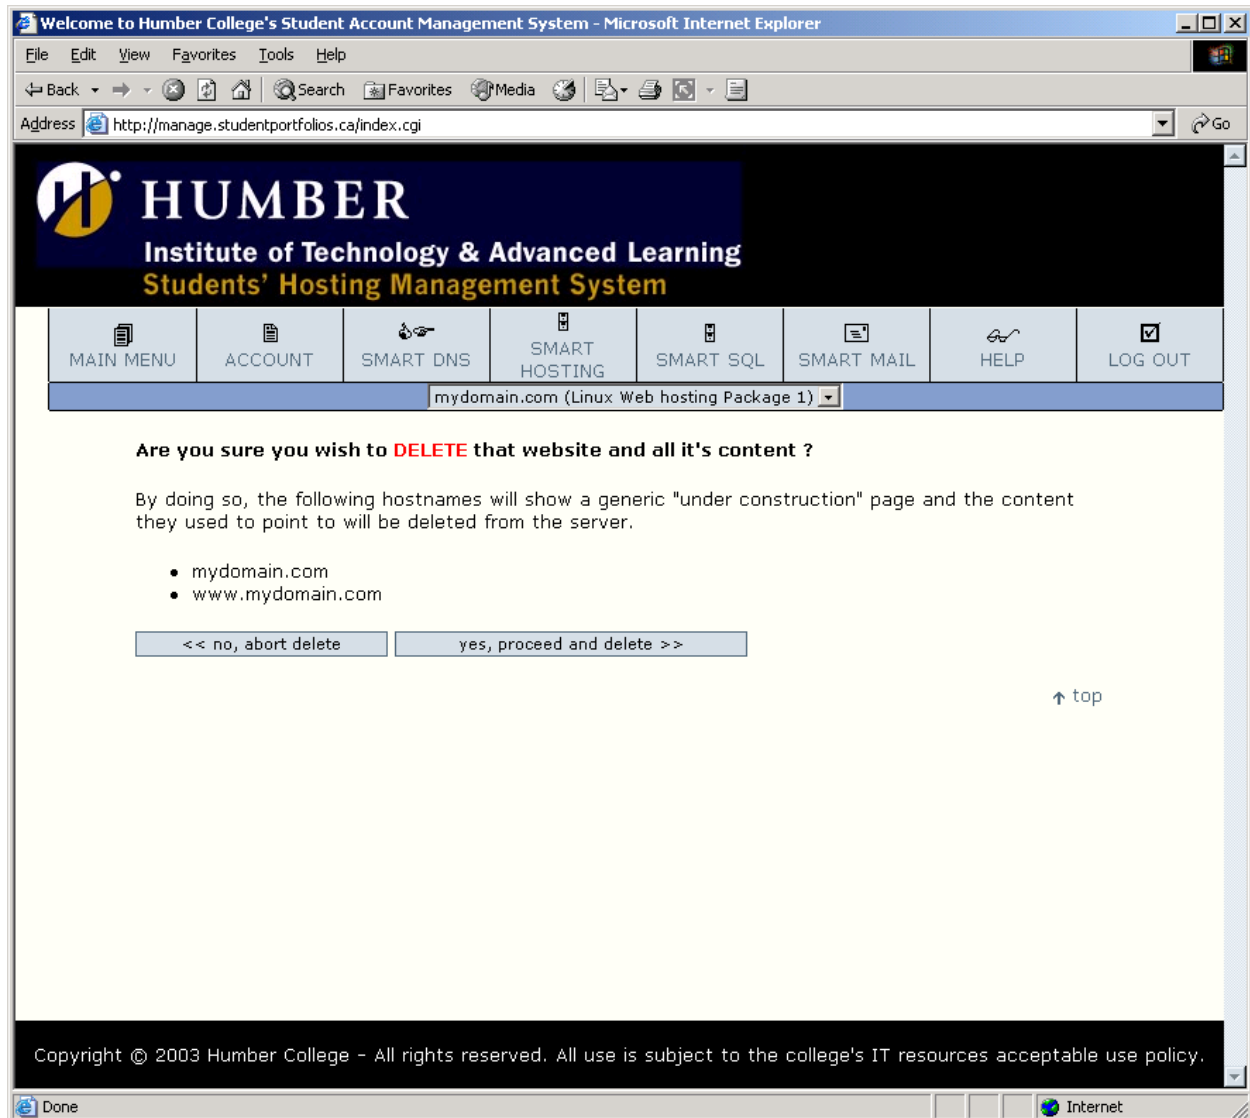 Welcome to Humber College's Student Account Management System - Microsoft Internet Explorer
File Edit View Favorites Tools Help
Back Search Favorites Media
Address http://manage.studentportfolios.ca/index.cgi Go
HUMBER
Institute of Technology & Advanced Learning
Students' Hosting Management System
MAIN MENU ACCOUNT SMART DNS SMART HOSTING SMART SQL SMART MAIL HELP LOG OUT
mydomain.com (Linux Web hosting Package 1)
Are you sure you wish to DELETE that website and all it's content ?
By doing so, the following hostnames will show a generic "under construction" page and the content
they used to point to will be deleted from the server.
• mydomain.com
• www.mydomain.com
<< no, abort delete yes, proceed and delete >>
↑ top
Copyright © 2003 Humber College - All rights reserved. All use is subject to the college's IT resources acceptable use policy.
Done Internet